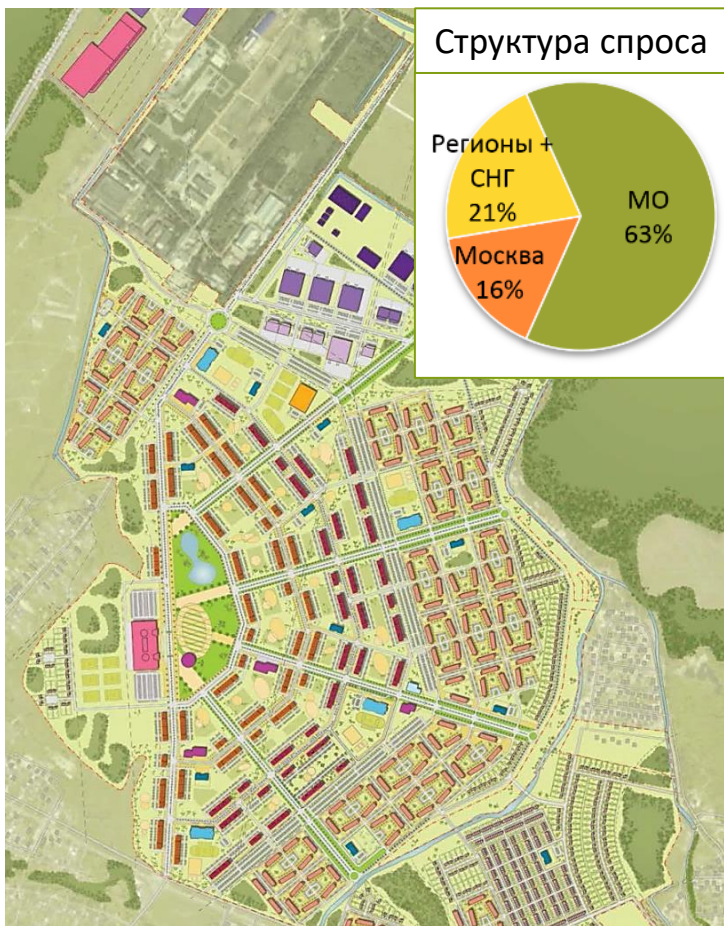 Структура спроса
Регионы +
СНГ
21%
МО
63%
Москва
16%